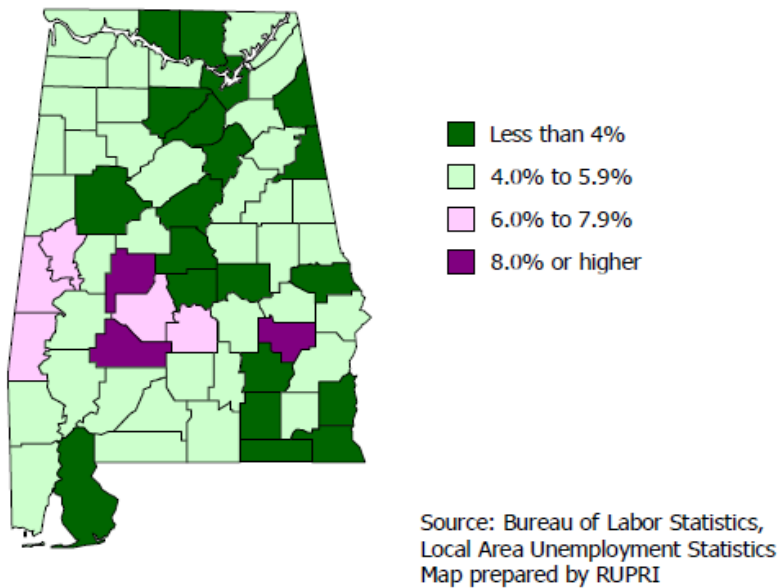 Less than 4%
4.0% to 5.9%
6.0% to 7.9%
8.0% or higher
Source: Bureau of Labor Statistics,
Local Area Unemployment Statistics
Map prepared by RUPRI